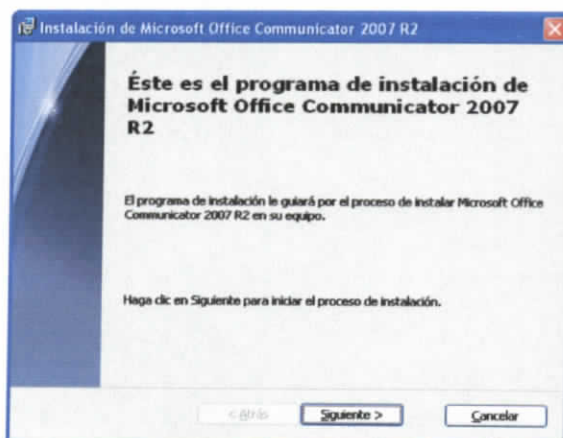 Instalación de Microsoft Office Communicator 2007 R2
Éste es el programa de instalación de
Microsoft Office Communicator 2007
R2
El programa de instalación le guiará por el proceso de instalar Microsoft Office
Communicator 2007 R2 en su equipo.
Haga clic en Siguiente para iniciar el proceso de instalación.
< Atrás
Siguiente >
Cancelar